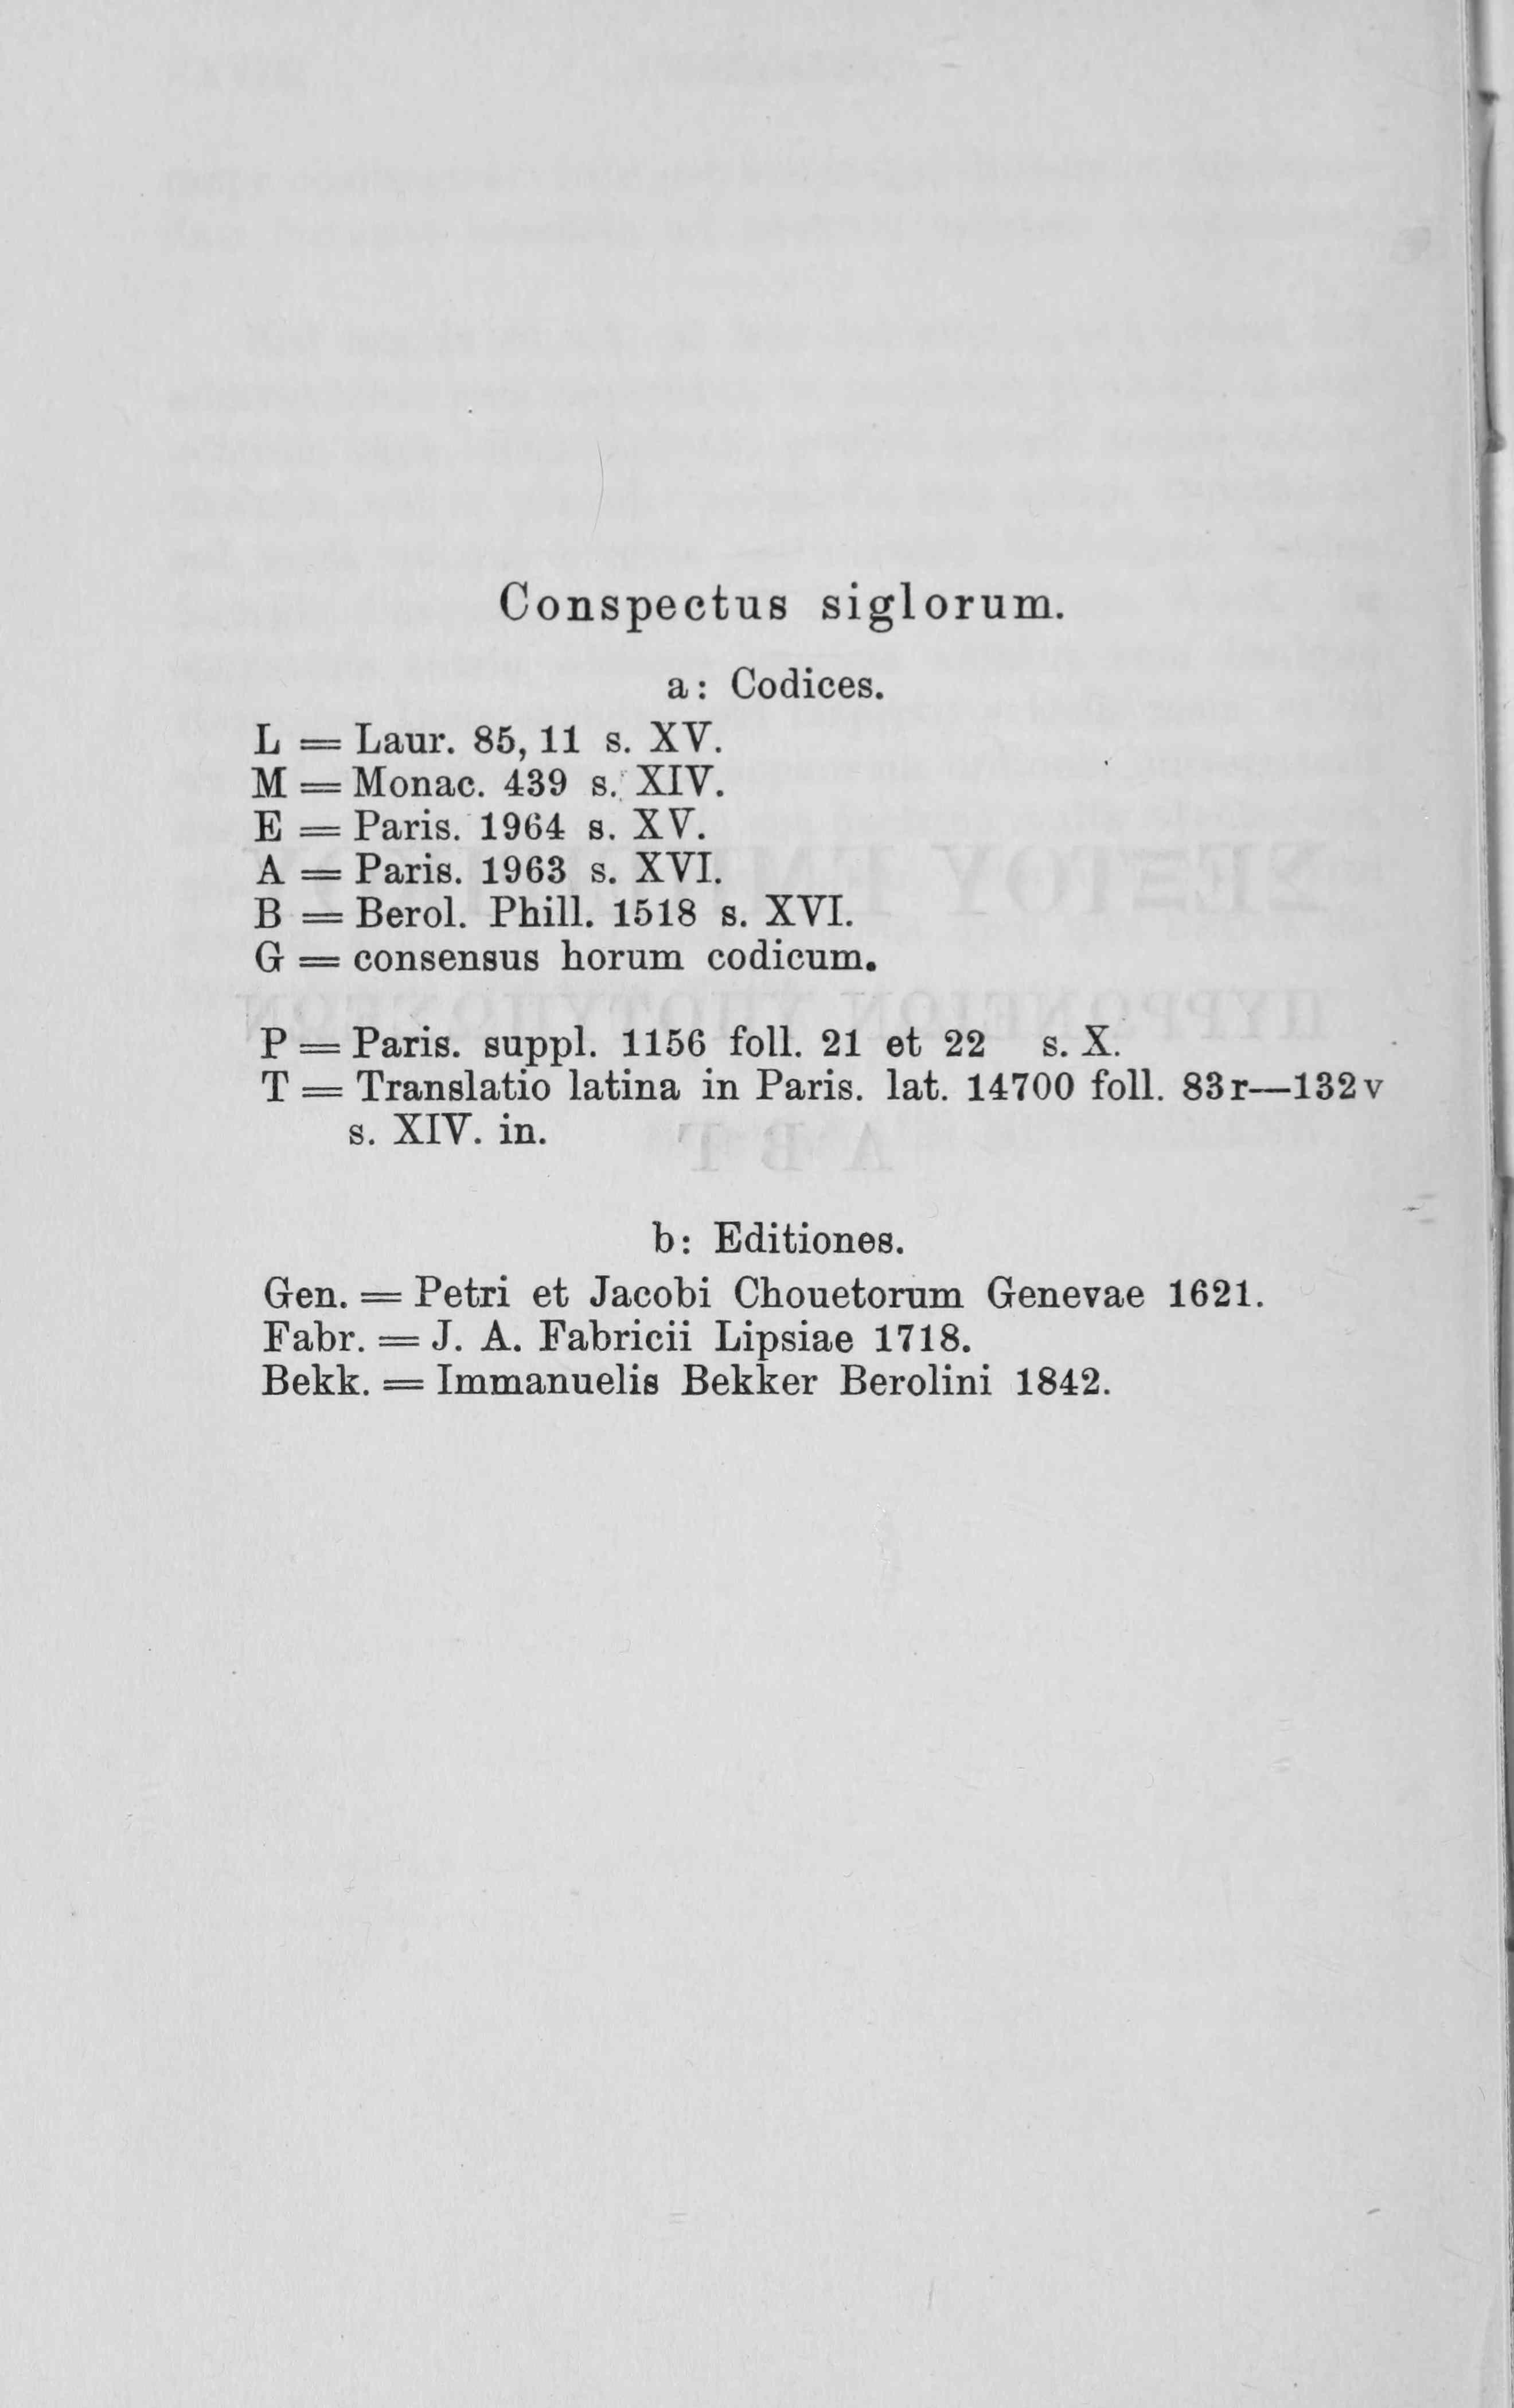 Conspectus siglorum.
a: Codices.
L = Laur. 85, 11 s. XV.
M = Monac. 439 s. XIV.
E = Paris. 1964 s. XV.
A = Paris. 1963 s. XVI.
B = Berol. Phill. 1518 s. XVI.
G = consensus horum codicum.
P = Paris. suppl. 1156 foll. 21 et 22 s. X.
T = Translatio latina in Paris. lat. 14700 foll. 83r—132v
s. XIV. in.
b: Editiones.
Gen. = Petri et Jacobi Chouetorum Genevae 1621.
Fabr. = J. A. Fabricii Lipsiae 1718.
Bekk. = Immanuelis Bekker Berolini 1842.